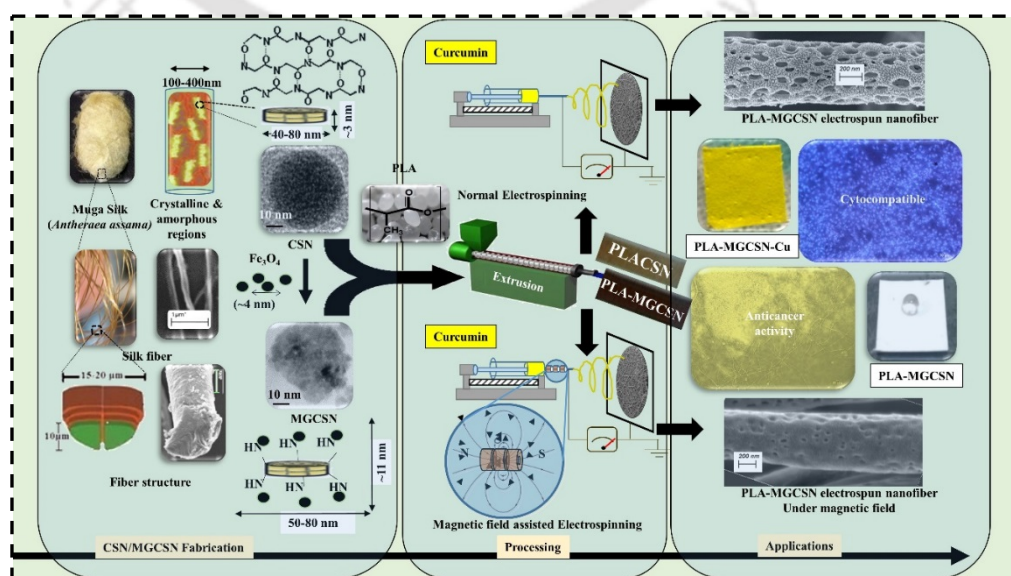 100-400nm
O
N
N
N
O
O
O
N
N
N
N
O
O
O
40-80 nm
~3 nm
Muga Silk
(Antheraea assama)
Crystalline &
amorphous
regions
10 nm
CSN
Fe3O4
(~4 nm)
1µm
Silk fiber
15-20 µm
10µm
Fiber structure
10 nm
MGCSN
HN
HN
HN
HN
HN
HN
~11 nm
50-80 nm
CSN/MGCSN Fabrication
Curcumin
PLA
O
O
CH3
Normal Electrospinning
Extrusion
PLACSN
PLA-MGCSN
Curcumin
N
S
Magnetic field assisted Electrospinning
Processing
200 nm
PLA-MGCSN electrospun nanofiber
PLA-MGCSN-Cu
Cytocompatible
Anticancer
activity
PLA-MGCSN
200 nm
PLA-MGCSN electrospun nanofiber
Under magnetic field
Applications